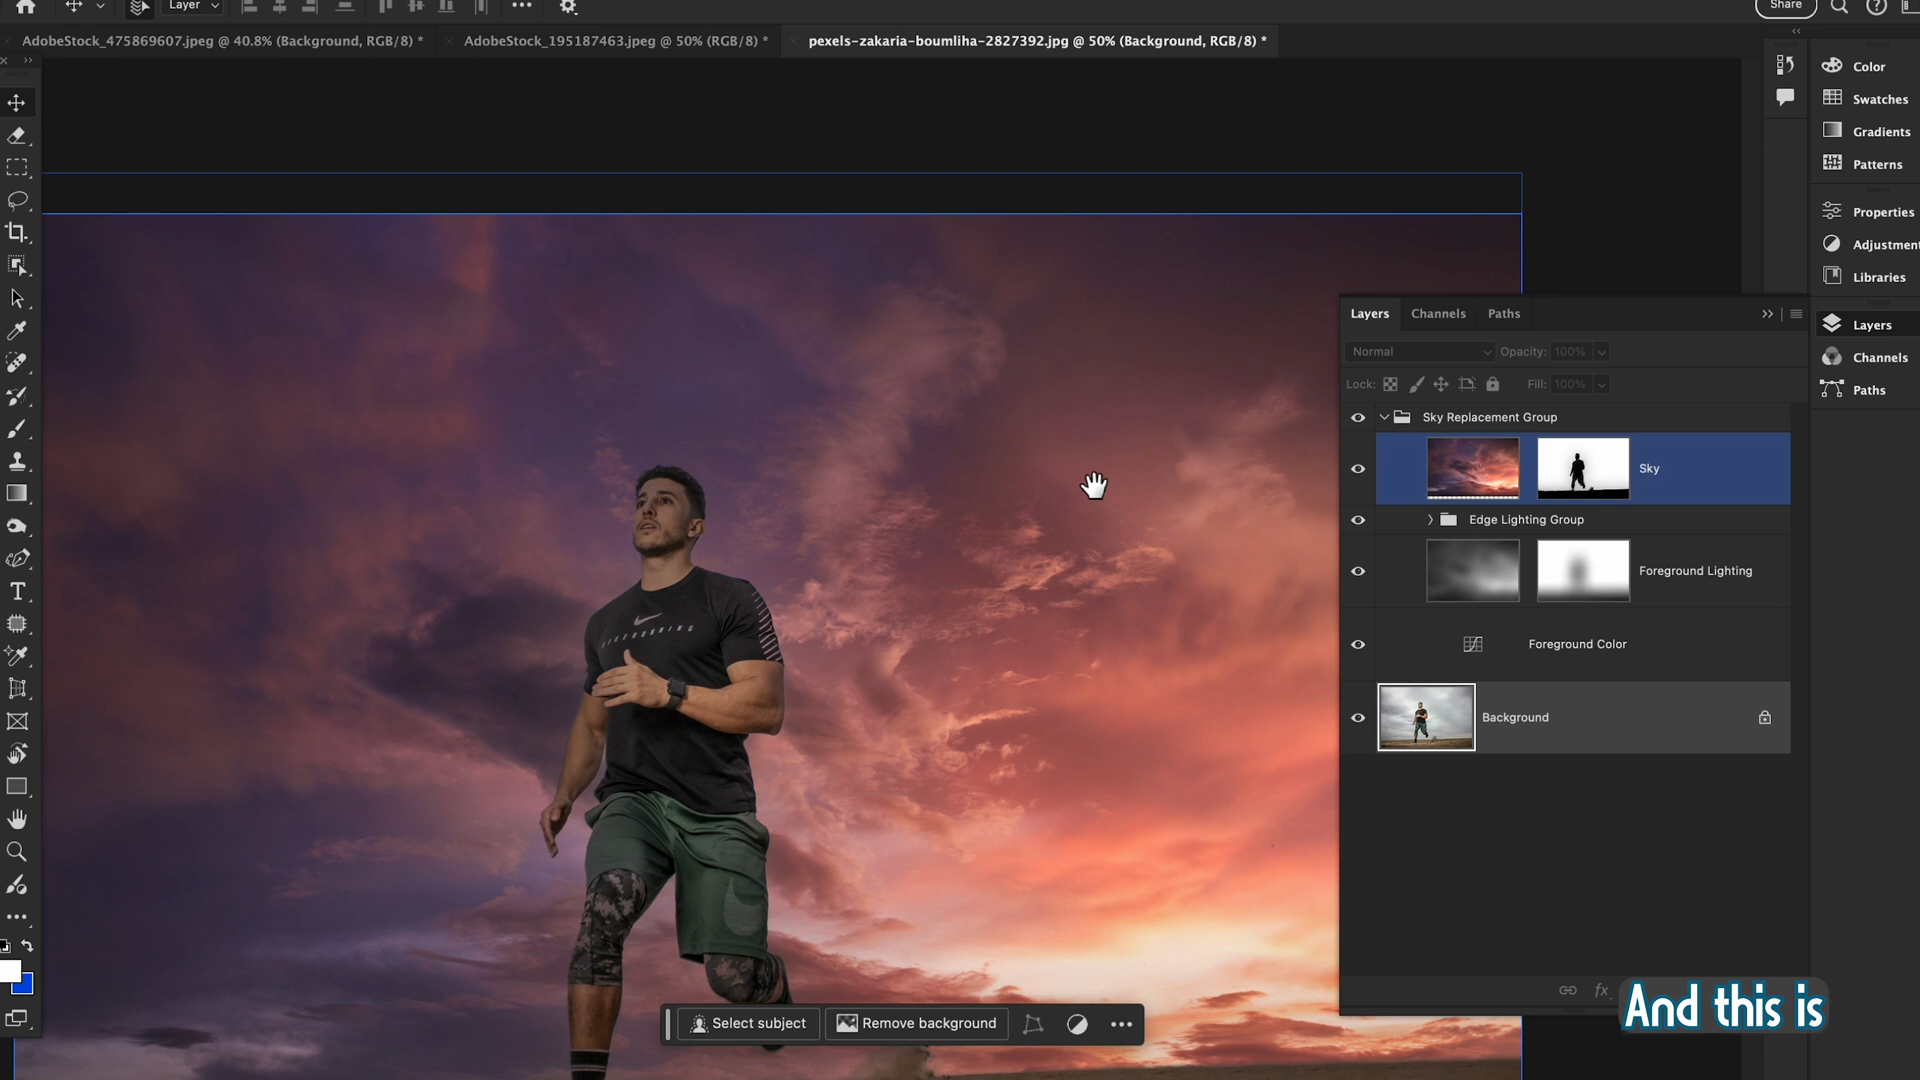 Layer
Share
AdobeStock_475869607.jpeg @ 40.8% (Background, RGB/8) *
AdobeStock_195187463.jpeg @ 50% (RGB/8) *
pexels-zakaria-boumliha-2827392.jpg @ 50% (Background, RGB/8) *
Color
Swatches
Gradients
Patterns
Properties
Adjustment
Libraries
Layers
Channels
Paths
Layers Channels Paths
Normal Opacity: 100%
Lock: Fill: 100%
Sky Replacement Group
Sky
Edge Lighting Group
Foreground Lighting
Foreground Color
Background
fx
Select subject Remove background
And this is